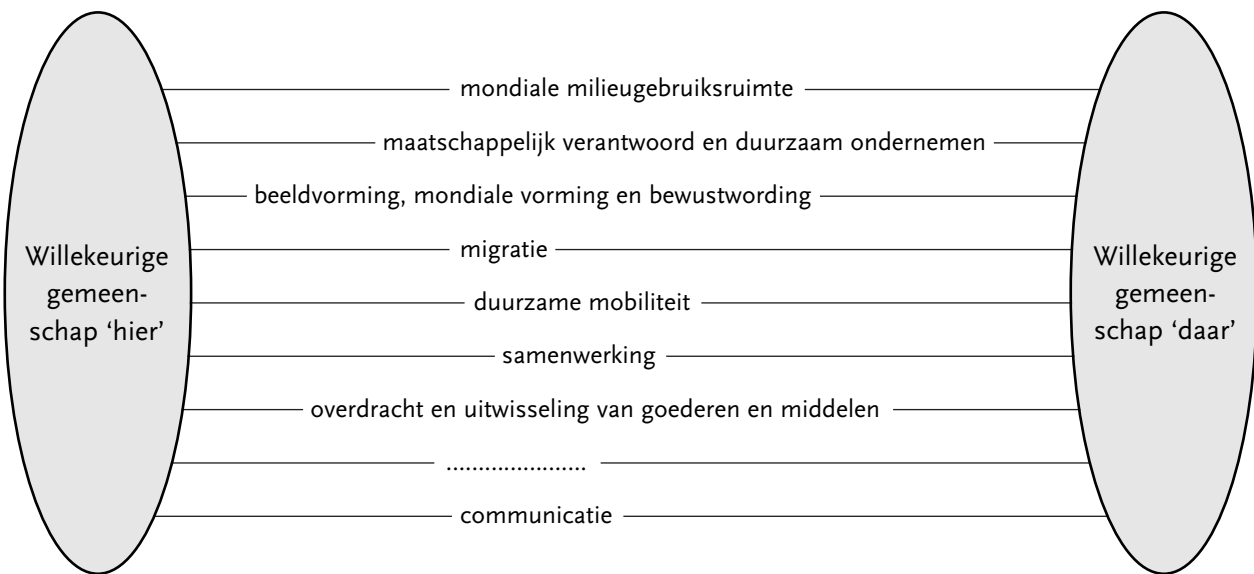 mondiale milieugebruiksruimte
maatschappelijk verantwoord en duurzaam ondernemen
beeldvorming, mondiale vorming en bewustwording
Willekeurige
gemeen-
schap ‘hier’
migratie
duurzame mobiliteit
samenwerking
overdracht en uitwisseling van goederen en middelen
......................
communicatie
Willekeurige
gemeen-
schap ‘daar’